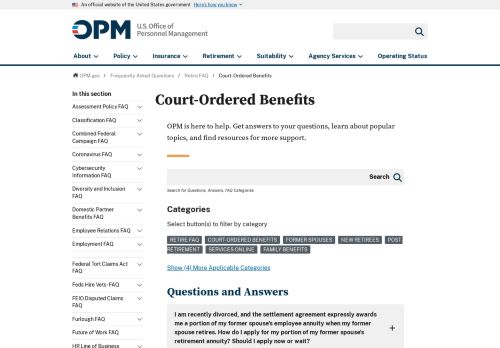 An official website of the United States government Here's how you know
OPM U.S. Office of
Personnel Management
About Policy Insurance Retirement Suitability Agency Services Operating Status
OPM.gov / Frequently Asked Questions / Retire FAQ / Court-Ordered Benefits
In this section
Assessment Policy FAQ
Classification FAQ
Combined Federal
Campaign FAQ
Coronavirus FAQ
Cybersecurity
Information FAQ
Diversity and Inclusion
FAQ
Domestic Partner
Benefits FAQ
Employee Relations FAQ
Employment FAQ
Federal Tort Claims Act
FAQ
Feds Hire Vets- FAQ
FEIO Disputed Claims
FAQ
Furlough FAQ
Future of Work FAQ
HR Line of Business
Court-Ordered Benefits
OPM is here to help. Get answers to your questions, learn about popular
topics, and find resources for more support.
Search
Search for Questions, Answers, FAQ Categories
Categories
Select button(s) to filter by category
RETIRE FAQ COURT-ORDERED BENEFITS FORMER SPOUSES NEW RETIREES POST
RETIREMENT SERVICES ONLINE FAMILY BENEFITS
Show (4) More Applicable Categories
Questions and Answers
I am recently divorced, and the settlement agreement expressly awards
me a portion of my former spouse's employee annuity when my former
spouse retires. How do I apply for my portion of my former spouse's
retirement annuity? Should I apply now or wait?